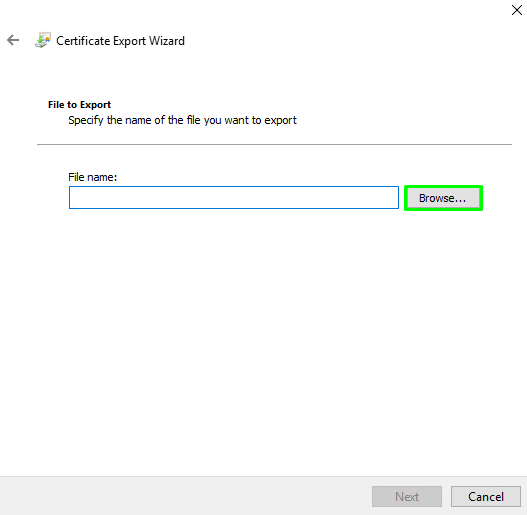 Certificate Export Wizard
File to Export
Specify the name of the file you want to export
File name:
Browse...
Next
Cancel